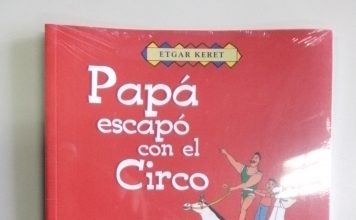 ETGAR KERET
Papá
escapó
con el
Circo